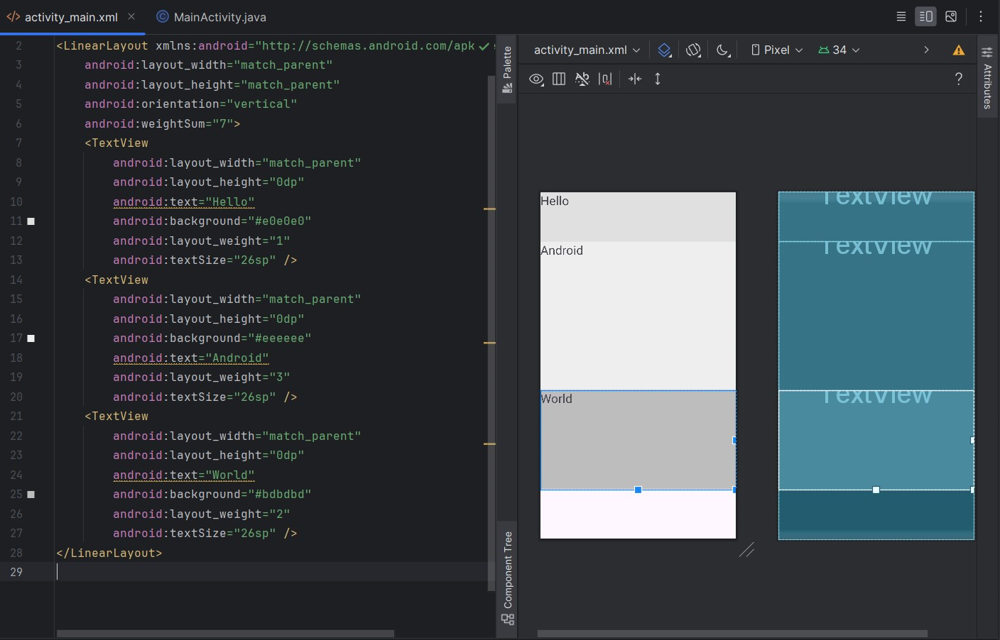 activity_main.xml
MainActivity.java
2 <LinearLayout xmlns:android="http://schemas.android.com/apk
3 android:layout_width="match_parent"
4 android:layout_height="match_parent"
5 android:orientation="vertical"
6 android:weightSum="7">
7 <TextView
8 android:layout_width="match_parent"
9 android:layout_height="0dp"
10 android:text="Hello"
11 android:background="#e0e0e0"
12 android:layout_weight="1"
13 android:textSize="26sp" />
14 <TextView
15 android:layout_width="match_parent"
16 android:layout_height="0dp"
17 android:background="#eeeeee"
18 android:text="Android"
19 android:layout_weight="3"
20 android:textSize="26sp" />
21 <TextView
22 android:layout_width="match_parent"
23 android:layout_height="0dp"
24 android:text="World"
25 android:background="#bdbdbd"
26 android:layout_weight="2"
27 android:textSize="26sp" />
28 </LinearLayout>
29
Palette
Component Tree
activity_main.xml
Pixel
34
?
Attributes
Hello
Android
World
TextView
TextView
TextView